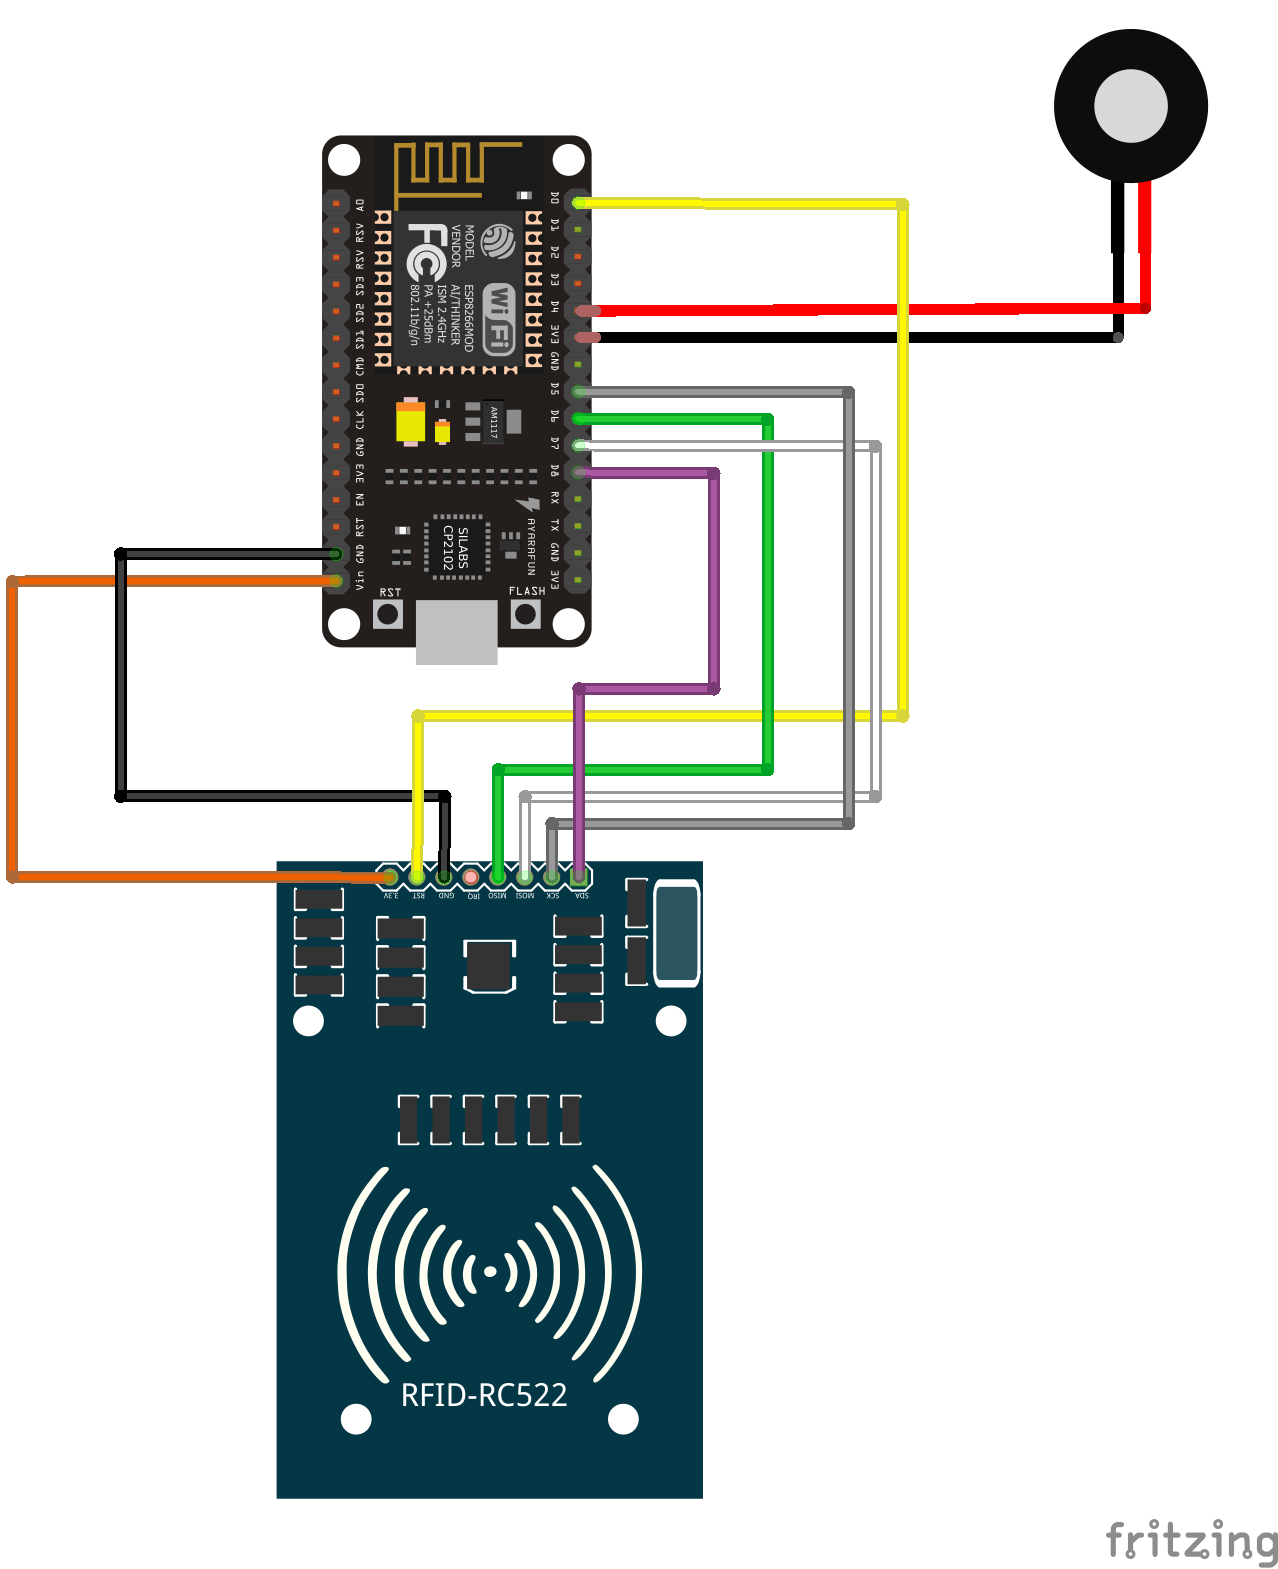 A0
RSV
RSV
SD3
SD2
SD1
CMD
SD0
CLK
GND
3V3
EN
RST
GND
Vin
D0
D1
D2
D3
D4
3V3
GND
D5
D6
D7
D8
RX
TX
GND
3V3
FC
MODEL
VENDOR
ESP8266MOD
AI/THINKER
ISM 2.4GHz
PA +25dBm
802.11b/g/n
WiFi
AM1117
SILABS
CP2102
AYARAFUN
RST
FLASH
3.3V
RST
GND
IRQ
MISO
MOSI
SCK
SDA
RFID-RC522
fritzing